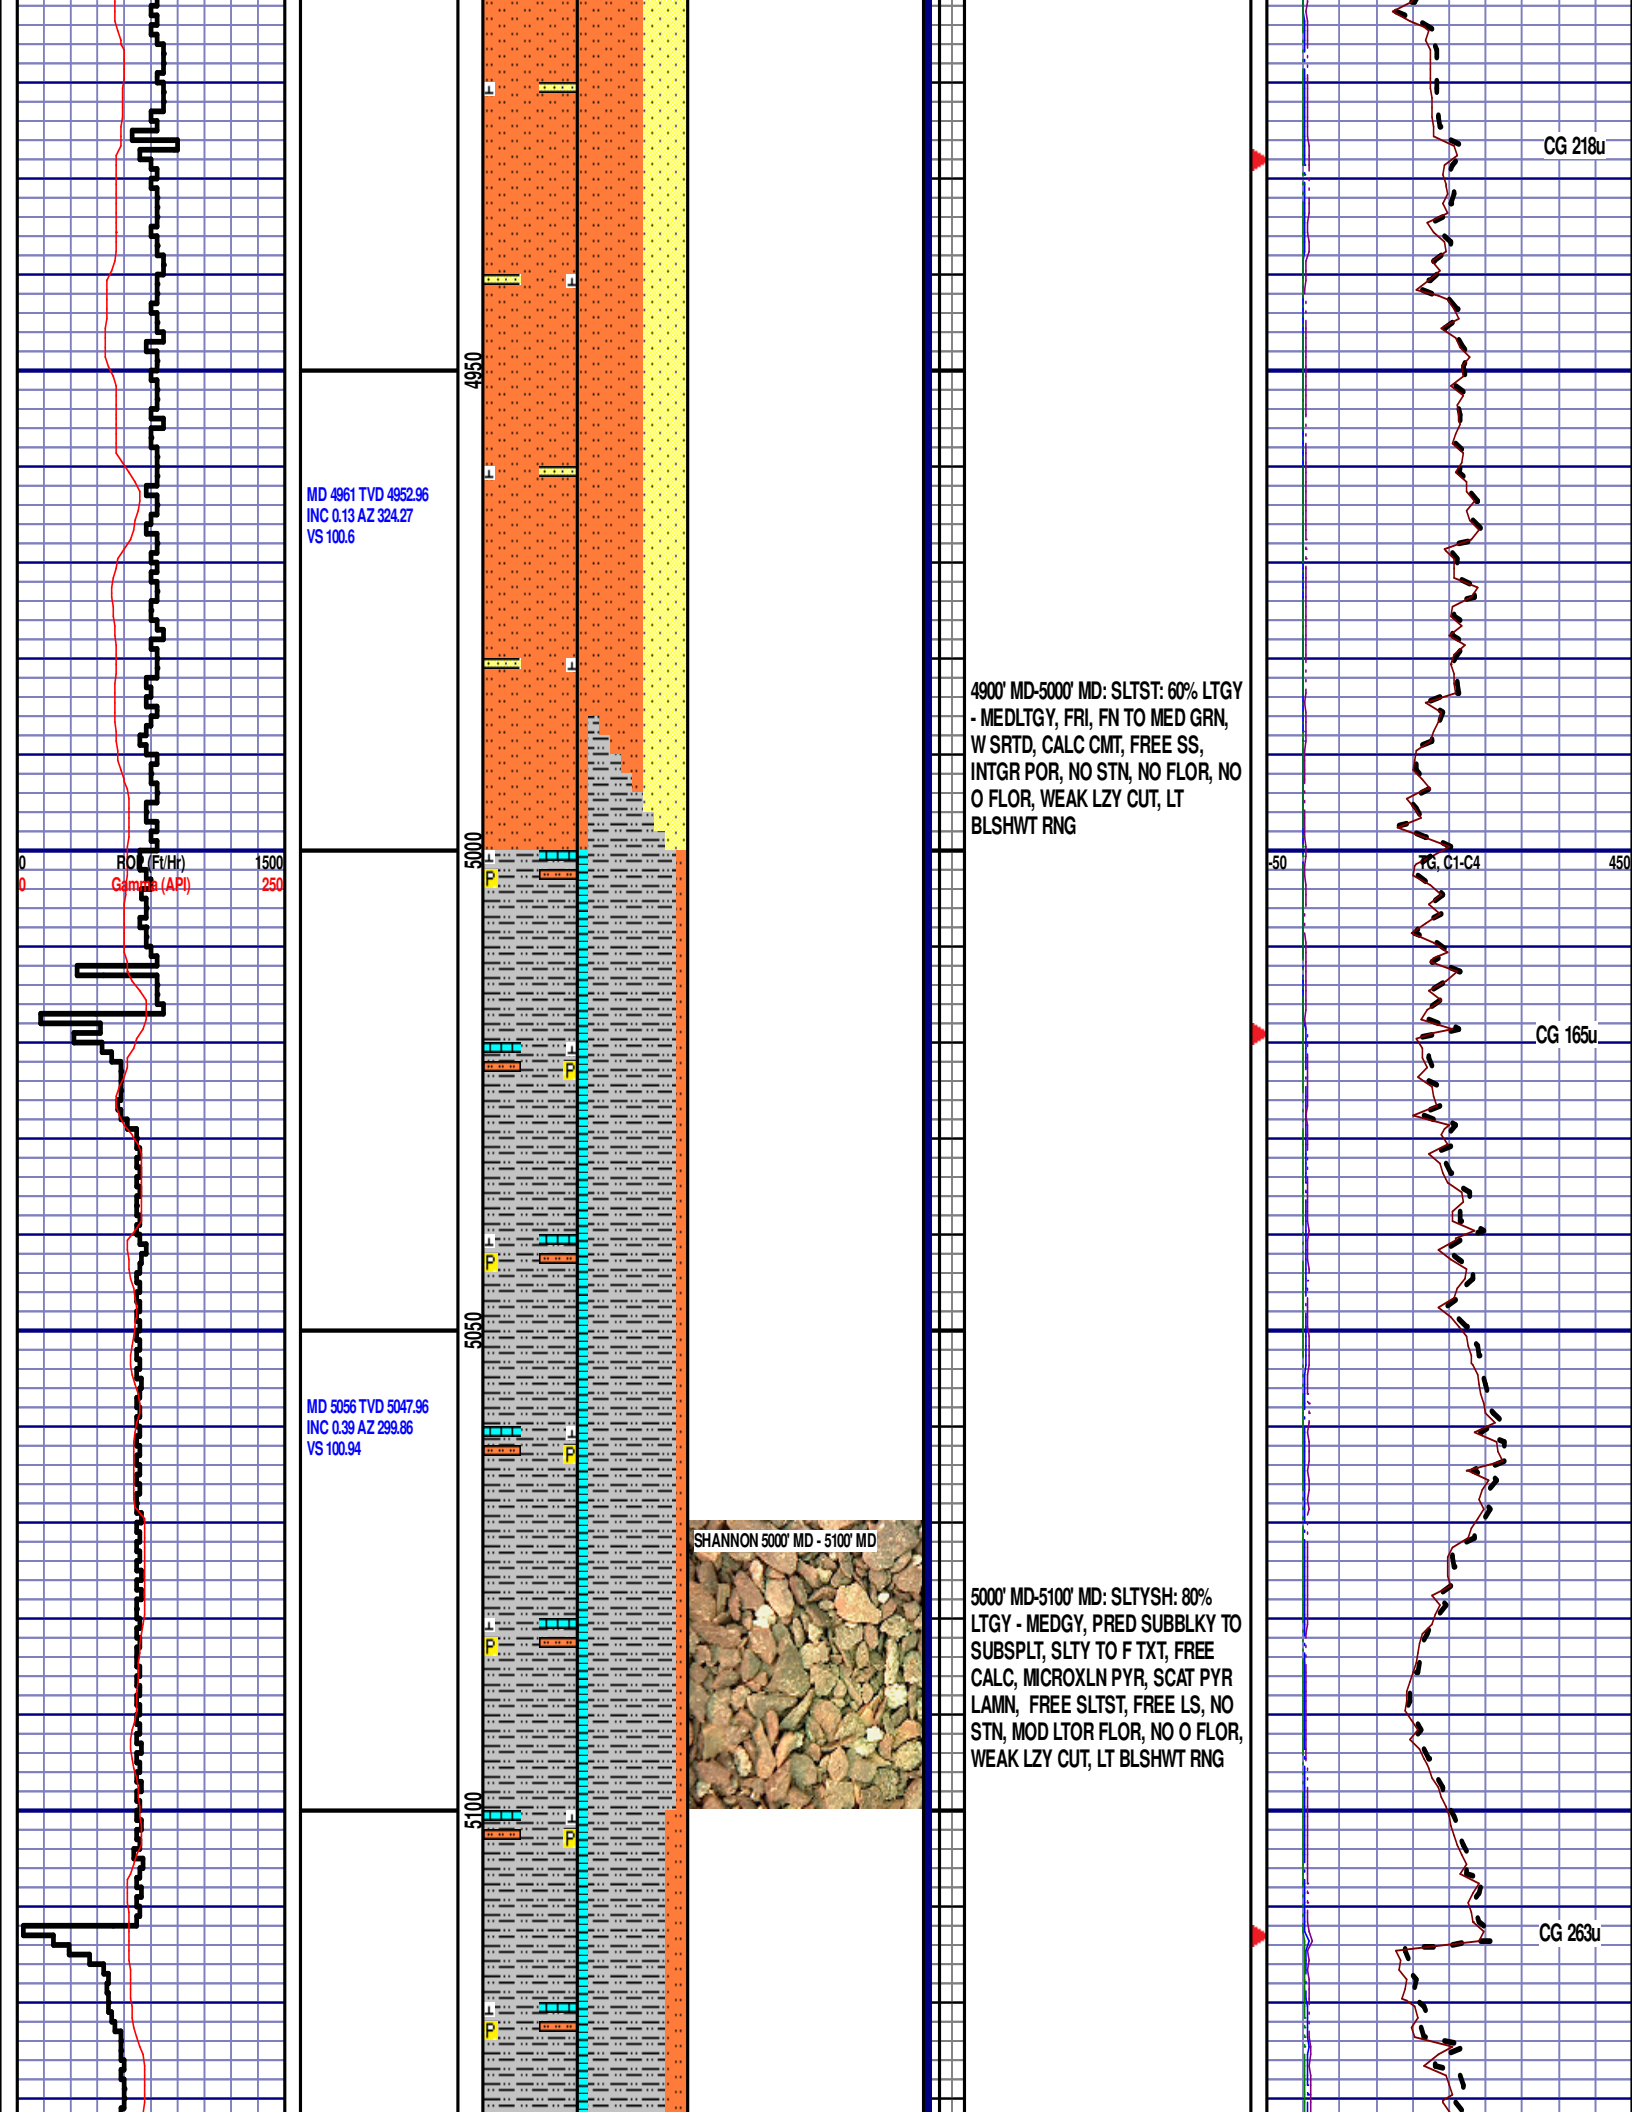 CG 218u
4950
MD 4961 TVD 4952.96
INC 0.13 AZ 324.27
VS 100.6
4900' MD-5000' MD: SLTST: 60% LTGY
- MEDLTGY, FRI, FN TO MED GRN,
W SRTD, CALC CMT, FREE SS,
INTGR POR, NO STN, NO FLOR, NO
O FLOR, WEAK LZY CUT, LT
BLSHWT RNG
5000
0 ROP (Ft/Hr) 1500
0 Gamma (API) 250
-50 TG, C1-C4 450
P
CG 165u
P
P
5050
MD 5056 TVD 5047.96
INC 0.39 AZ 299.86
VS 100.94
P
SHANNON 5000' MD - 5100' MD
5000' MD-5100' MD: SLTYSH: 80%
LTGY - MEDGY, PRED SUBBLKY TO
SUBSPLT, SLTY TO F TXT, FREE
CALC, MICROXLN PYR, SCAT PYR
LAMN,  FREE SLTST, FREE LS, NO
STN, MOD LTOR FLOR, NO O FLOR,
WEAK LZY CUT, LT BLSHWT RNG
P
5100
P
CG 263u
P